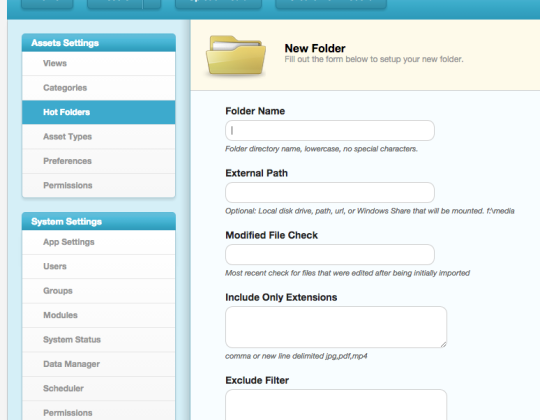 Assets Settings
Views
Categories
Hot Folders
Asset Types
Preferences
Permissions
System Settings
App Settings
Users
Groups
Modules
System Status
Data Manager
Scheduler
Permissions
New Folder
Fill out the form below to setup your new folder.
Folder Name
Folder directory name, lowercase, no special characters.
External Path
Optional: Local disk drive, path, url, or Windows Share that will be mounted. f:\media
Modified File Check
Most recent check for files that were edited after being initially imported
Include Only Extensions
comma or new line delimited jpg,pdf,mp4
Exclude Filter